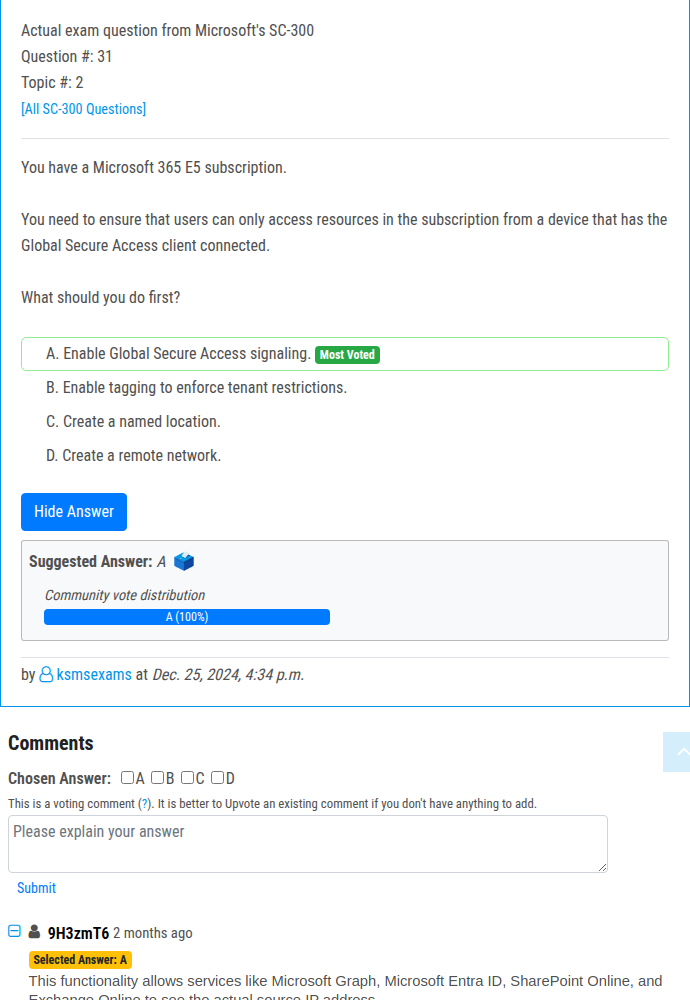 Actual exam question from Microsoft's SC-300
Question #: 31
Topic #: 2
[All SC-300 Questions]
You have a Microsoft 365 E5 subscription.
You need to ensure that users can only access resources in the subscription from a device that has the
Global Secure Access client connected.
What should you do first?
A. Enable Global Secure Access signaling. Most Voted
B. Enable tagging to enforce tenant restrictions.
C. Create a named location.
D. Create a remote network.
Hide Answer
Suggested Answer: A
Community vote distribution
A (100%)
by ksmsexams at Dec. 25, 2024, 4:34 p.m.
Comments
Chosen Answer: A B C D
This is a voting comment (?). It is better to Upvote an existing comment if you don't have anything to add.
Please explain your answer
Submit
9H3zmT6 2 months ago
Selected Answer: A
This functionality allows services like Microsoft Graph, Microsoft Entra ID, SharePoint Online, and
Exchange Online to see the actual source IP address.